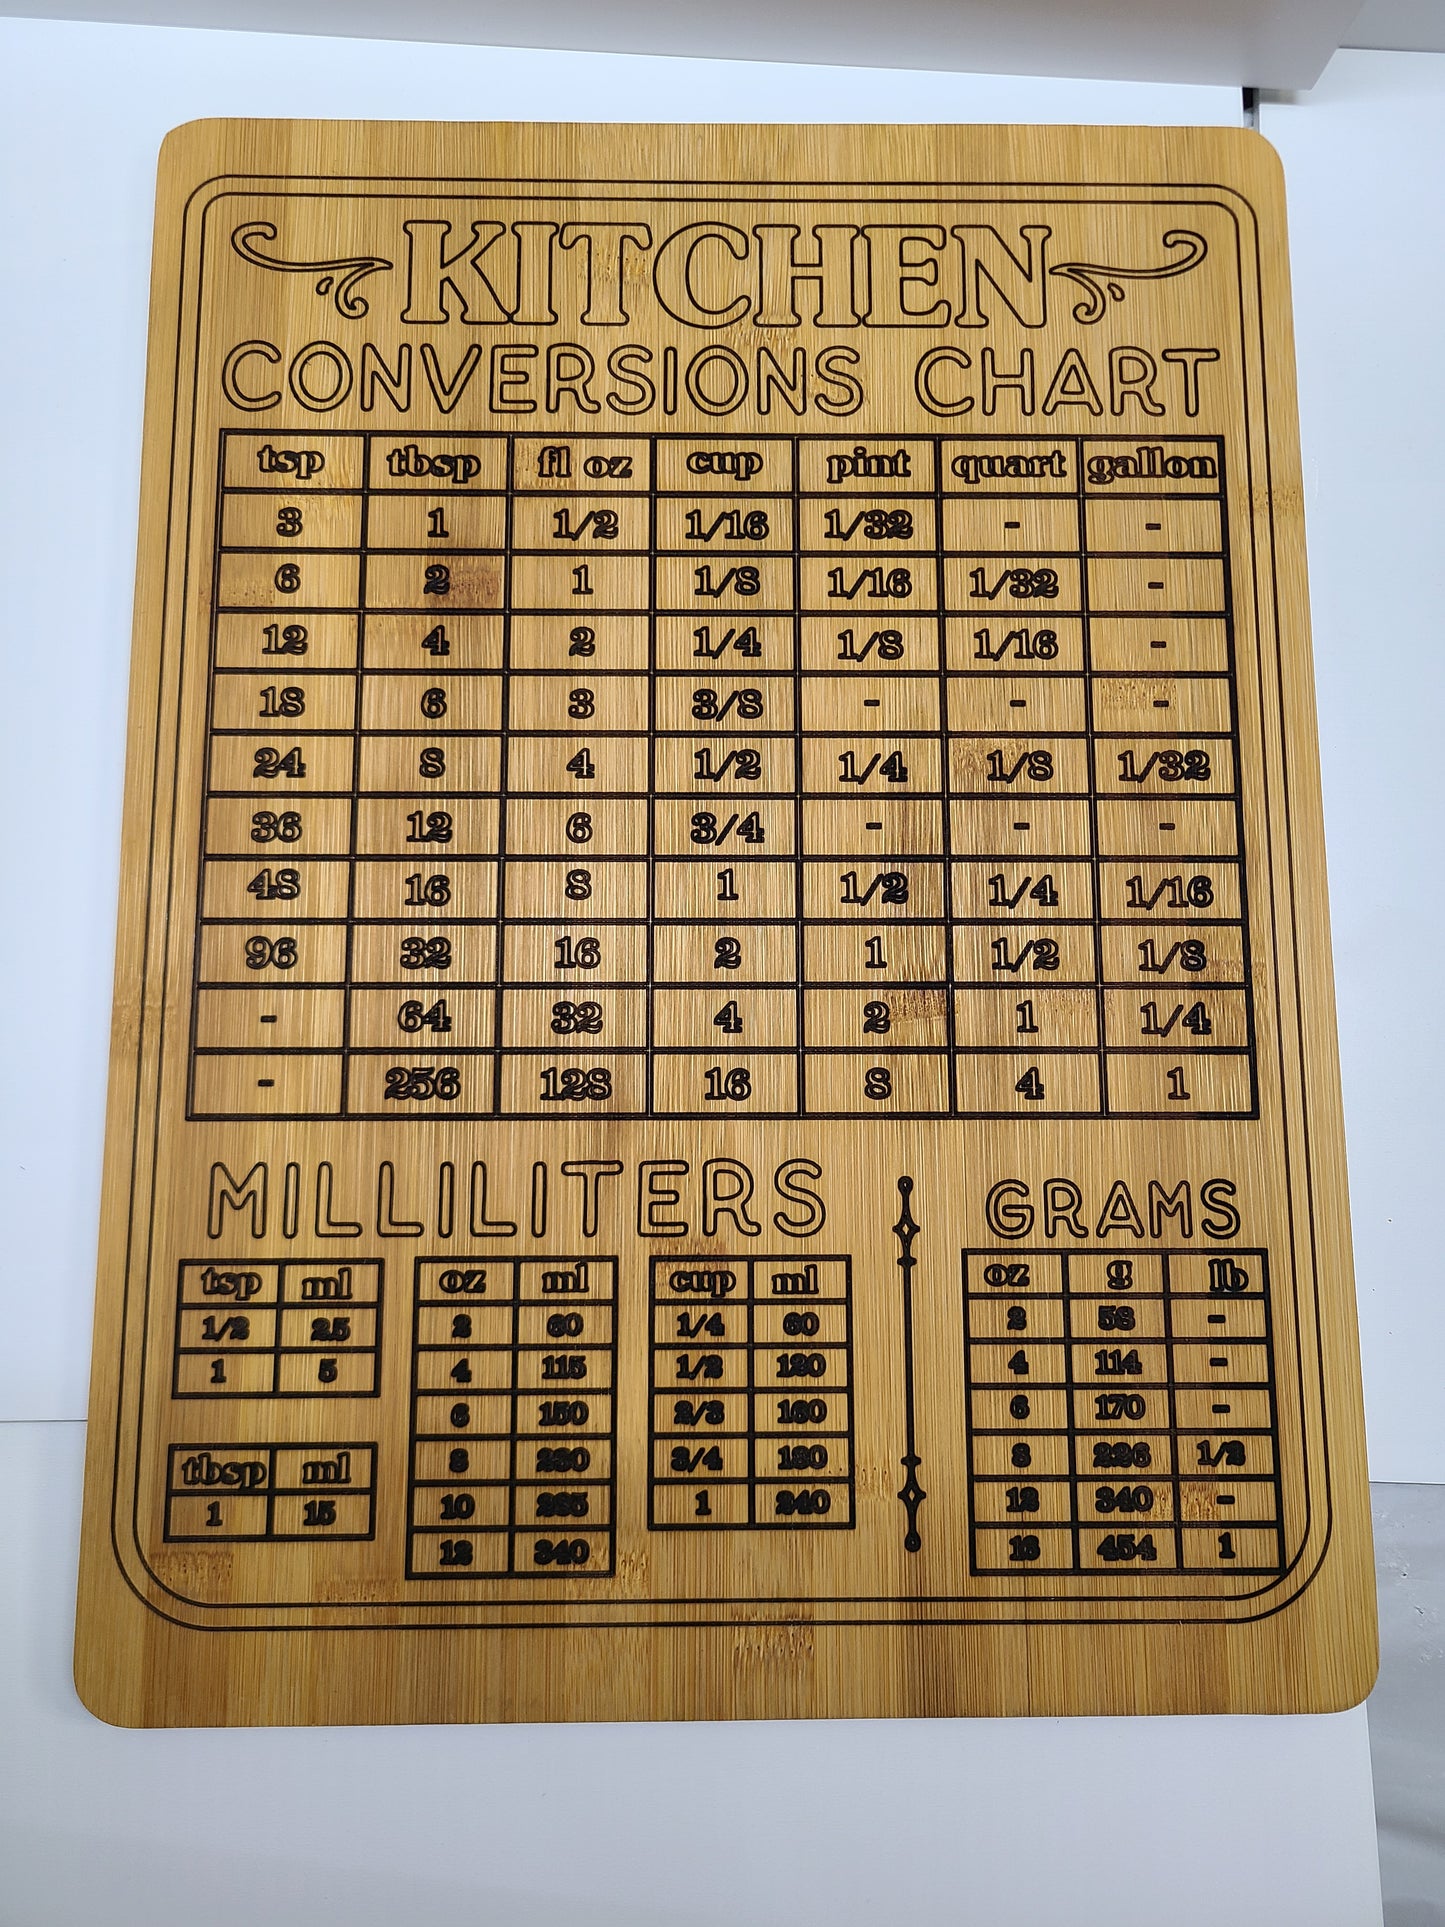 KITCHEN
CONVERSIONS CHART
tsp tbsp fl oz cup pint quart gallon
3 1 1/2 1/16 1/32 - -
6 2 1 1/8 1/16 1/32 -
12 4 2 1/4 1/8 1/16 -
18 6 3 3/8 - - -
24 8 4 1/2 1/4 1/8 1/32
36 12 6 3/4 - - -
48 16 8 1 1/2 1/4 1/16
96 32 16 2 1 1/2 1/8
- 64 32 4 2 1 1/4
- 256 128 16 8 4 1
MILLILITERS
tsp ml
1/2 2.5
1 5
tbsp ml
1 15
oz ml
2 60
4 115
6 150
8 230
10 285
12 340
cup ml
1/4 60
1/2 120
2/3 160
3/4 180
1 240
GRAMS
oz g lb
2 58 -
4 114 -
6 170 -
8 226 1/2
12 340 -
16 454 1